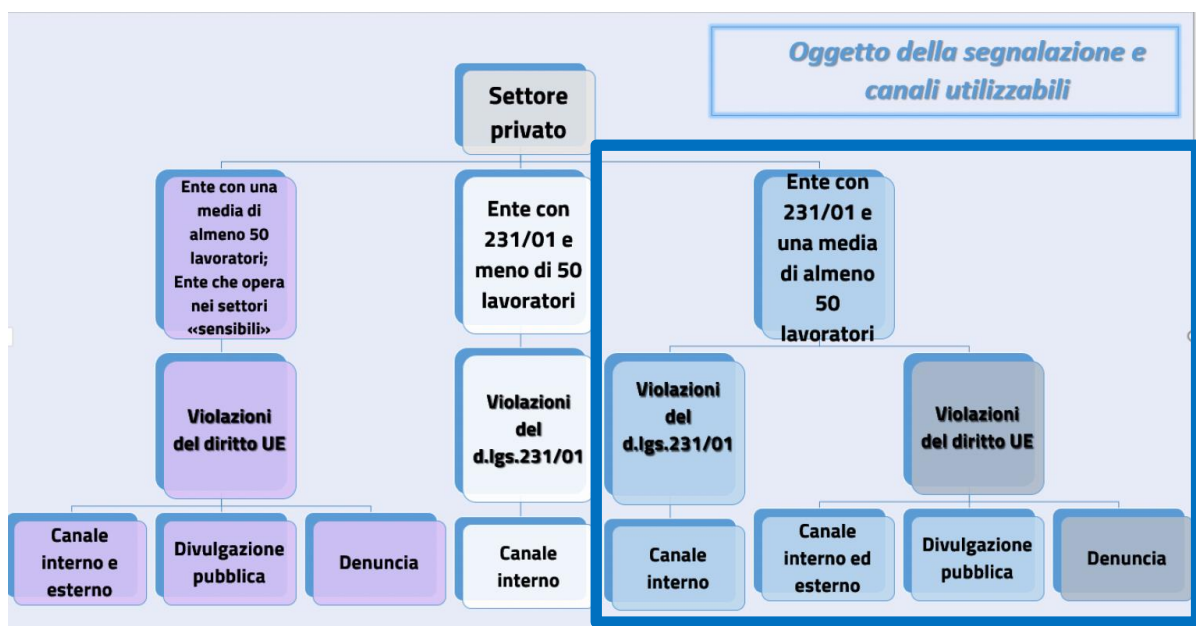 Oggetto della segnalazione e
canali utilizzabili
Settore
privato
Ente con una
media di
almeno 50
lavoratori;
Ente che opera
nei settori
«sensibili»
Ente con
231/01 e
meno di 50
lavoratori
Ente con
231/01 e
una media
di almeno
50
lavoratori
Violazioni
del diritto UE
Violazioni
del
d.lgs.231/01
Violazioni
del
d.lgs.231/01
Violazioni
del diritto UE
Canale
interno e
esterno
Divulgazione
pubblica
Denuncia
Canale
interno
Canale
interno
Canale
interno ed
esterno
Divulgazione
pubblica
Denuncia